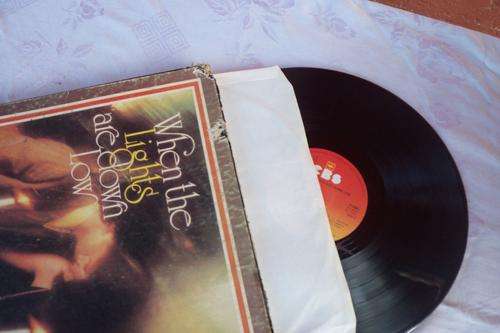 When the
Lights
are down
Low
CBS